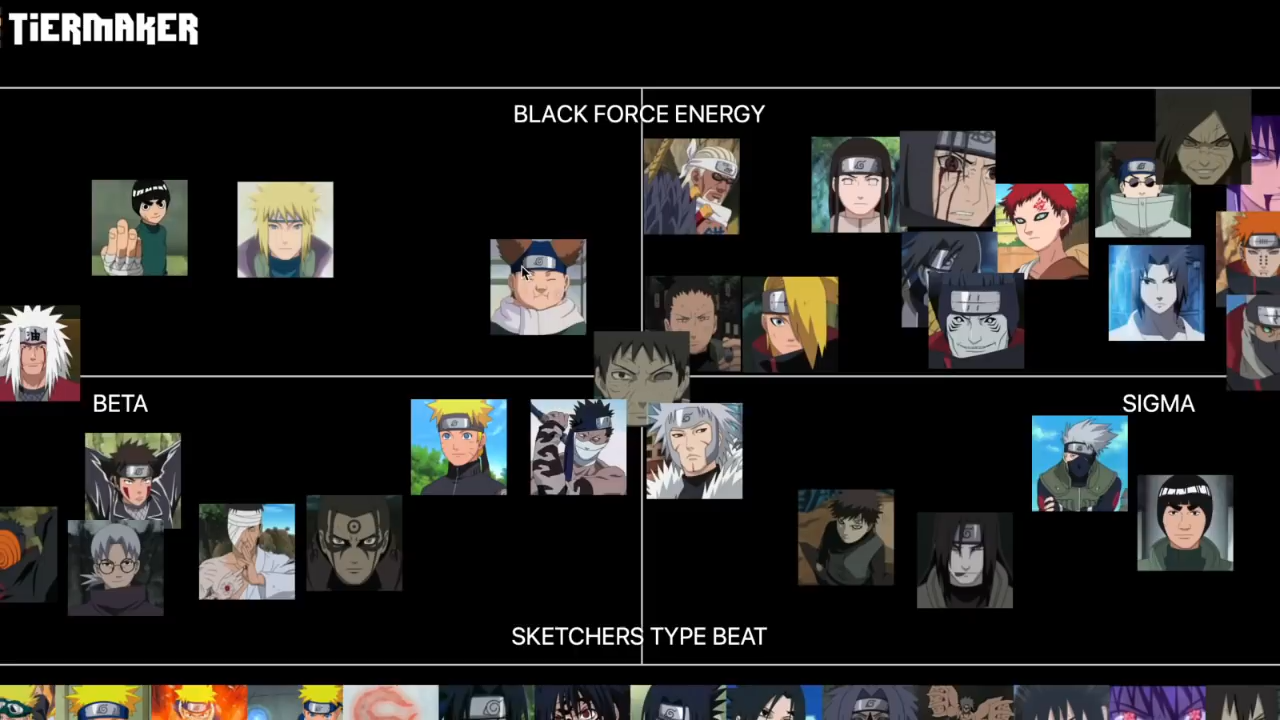 TiERMAKER
BLACK FORCE ENERGY
BETA
SIGMA
SKETCHERS TYPE BEAT